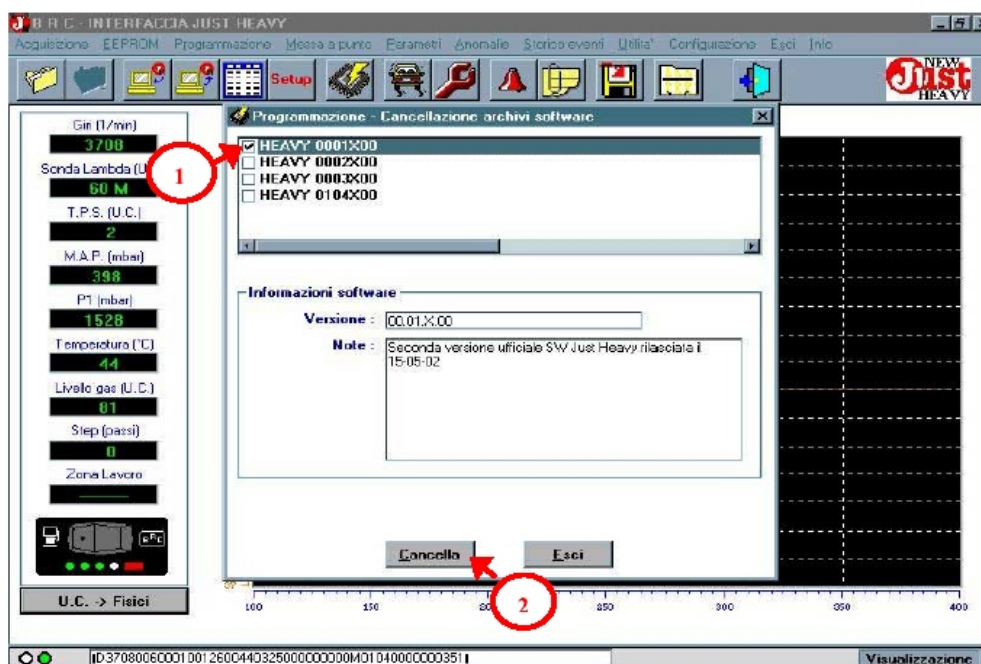 B R C - INTERFACCIA JUST HEAVY
Acquisizione EEPROM Programmazione Messa a punto Parametri Anomalie Storico eventi Utilita' Configurazione Esci Info
Setup
NEW
Just
HEAVY
Giri (1/min)
3708
Sonda Lambda (U
60 M
T.P.S. (U.C.)
2
M.A.P. (mbar)
398
P1 (mbar)
1528
Temperatura (°C)
44
Livello gas (U.C.)
81
Step (passi)
0
Zona Lavoro
U.C. -> Fisici
Programmazione - Cancellazione archivi software
HEAVY 0001X00
HEAVY 0002X00
HEAVY 0003X00
HEAVY 0104X00
1
Informazioni software
Versione :
00.01.X.00
Note :
Seconda versione ufficiale SW Just Heavy rilasciata il
15-05-02
Cancella
Esci
2
100 150 250 300 350 400
Visualizzazione